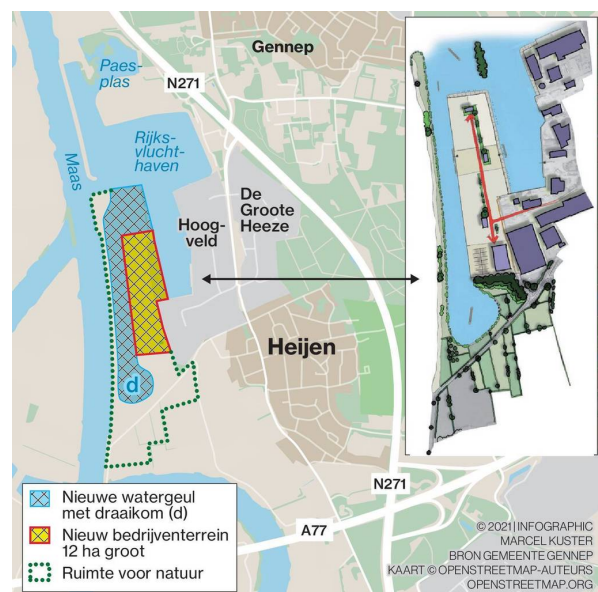 Gennep
Paes-
plas
N271
Rijks-
vlucht-
haven
Maas
De
Groote
Heeze
Hoog-
veld
Heijen
d
N271
A77
Nieuwe watergeul
met draaikom (d)
Nieuw bedrijventerrein
12 ha groot
Ruimte voor natuur
© 2021 | INFOGRAPHIC
MARCEL KUSTER
BRON GEMEENTE GENNEP
KAART © OPENSTREETMAP-AUTEURS
OPENSTREETMAP.ORG